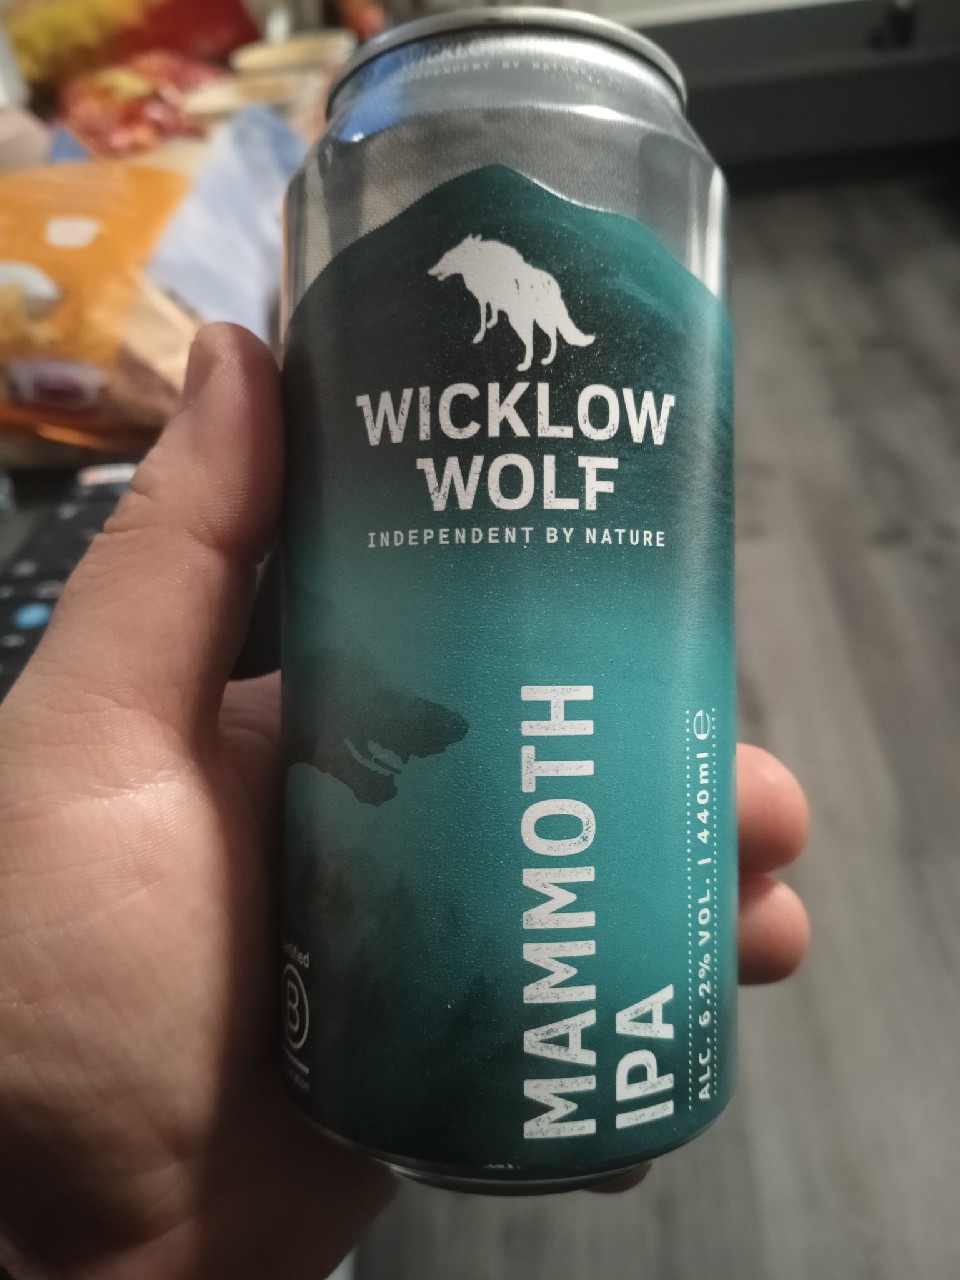 WICKLOW
WOLF
INDEPENDENT BY NATURE
MAMMOTH
IPA
ALC. 6.2% VOL. | 440ml ℮
B